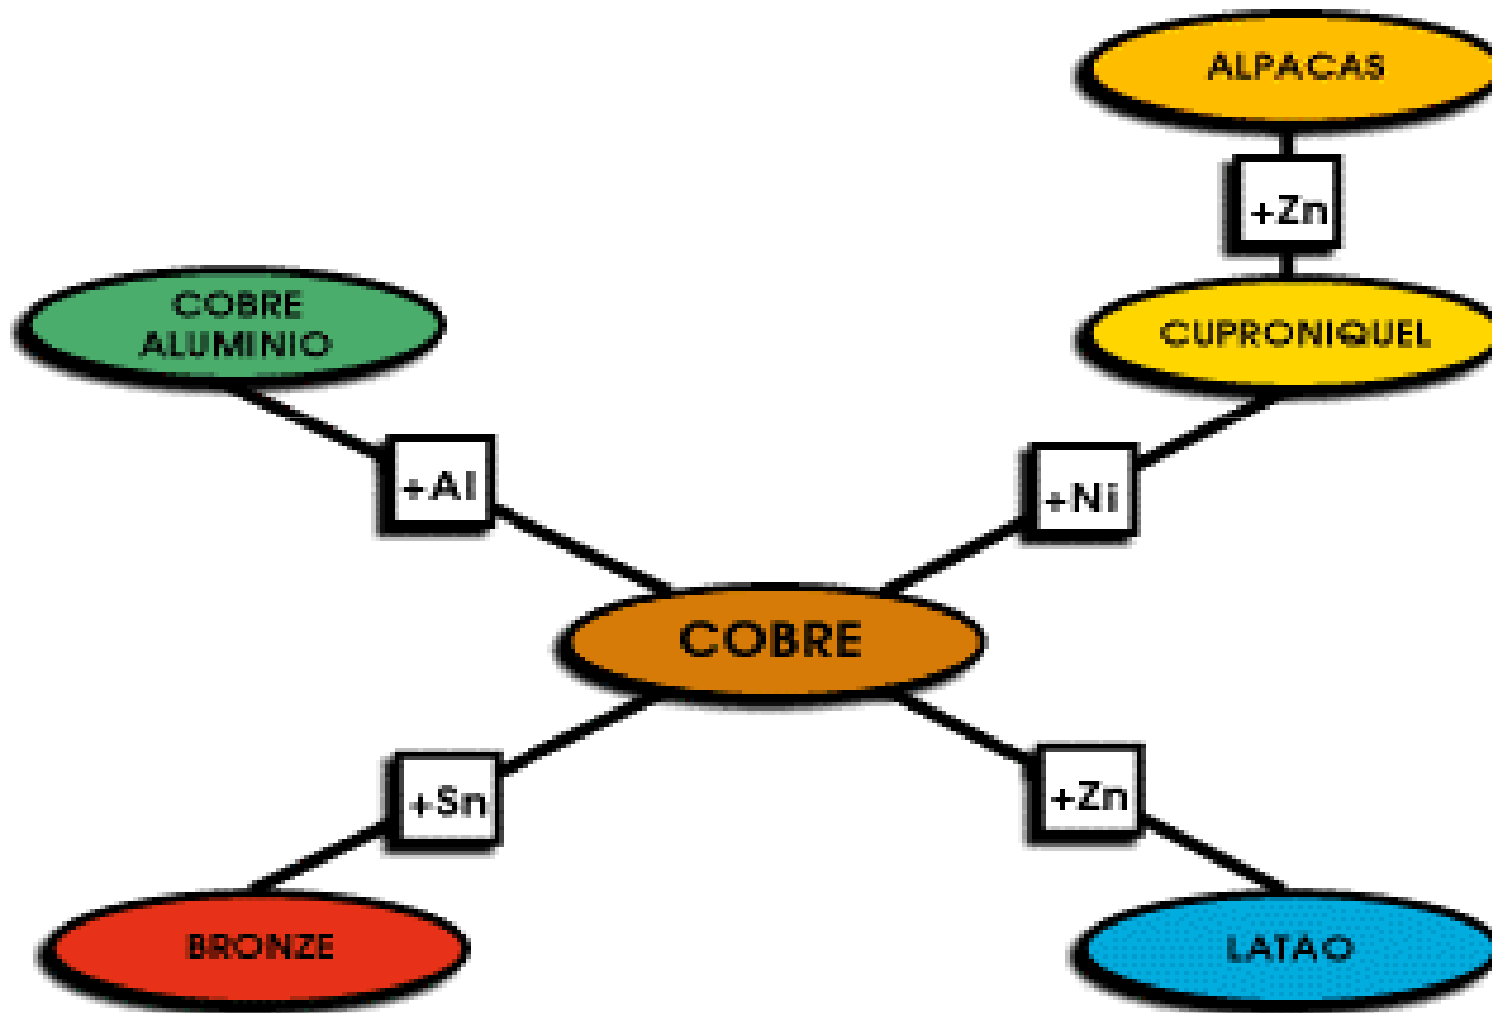 ALPACAS
+Zn
COBRE
ALUMINIO
CUPRONIQUEL
+Al
+Ni
COBRE
+Sn
+Zn
BRONZE
LATAO